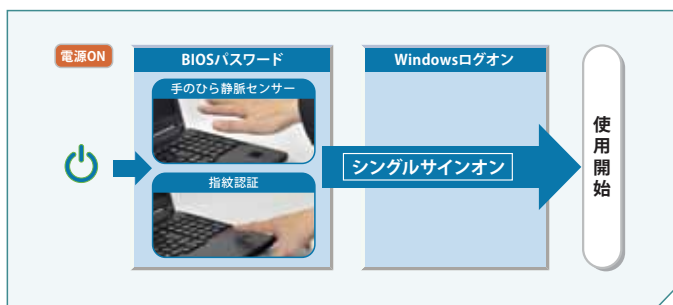 電源ON
BIOSパスワード
手のひら静脈センサー
指紋認証
Windowsログオン
シングルサインオン
使用開始